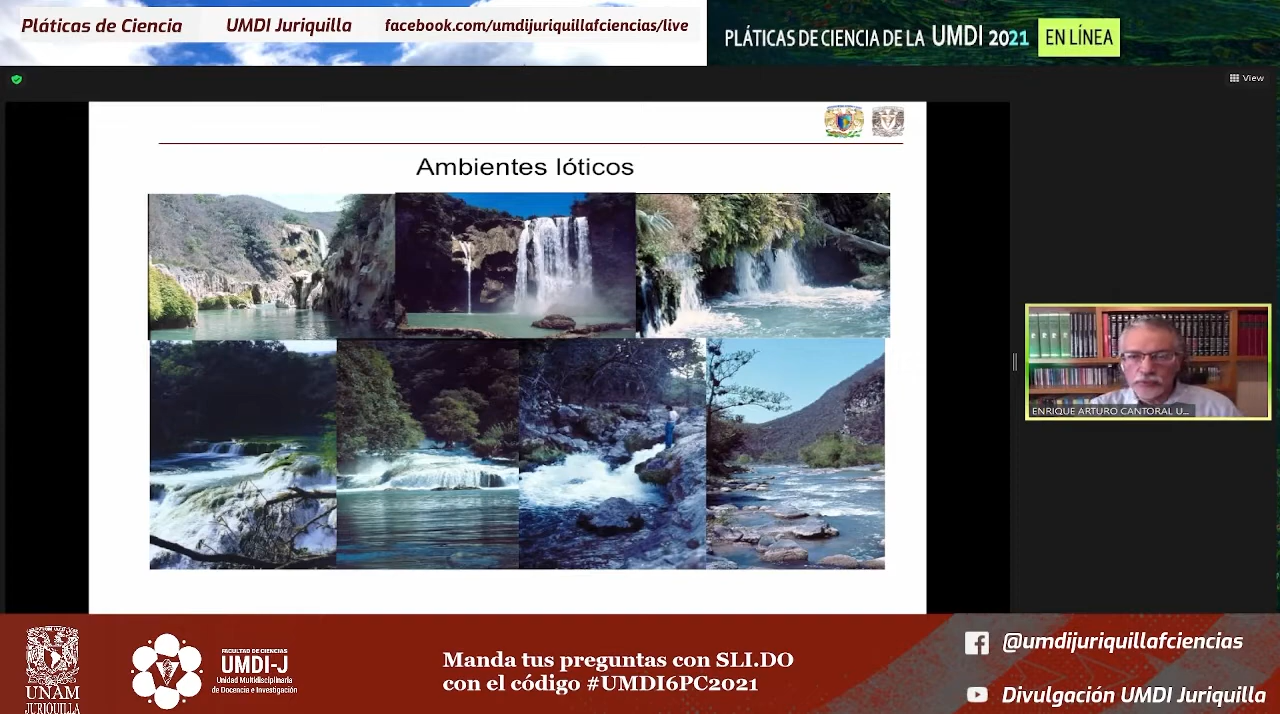 Pláticas de Ciencia UMDI Juriquilla facebook.com/umdijuriquillafciencias/live
PLÁTICAS DE CIENCIA DE LA UMDI 2021 EN LÍNEA
View
Ambientes lóticos
ENRIQUE ARTURO CANTORAL U...
UNAM
JURIQUILLA
FACULTAD DE CIENCIAS
UMDI-J
Unidad Multidisciplinaria
de Docencia e Investigación
Manda tus preguntas con SLI.DO
con el código #UMDI6PC2021
@umdijuriquillafciencias
Divulgación UMDI Juriquilla